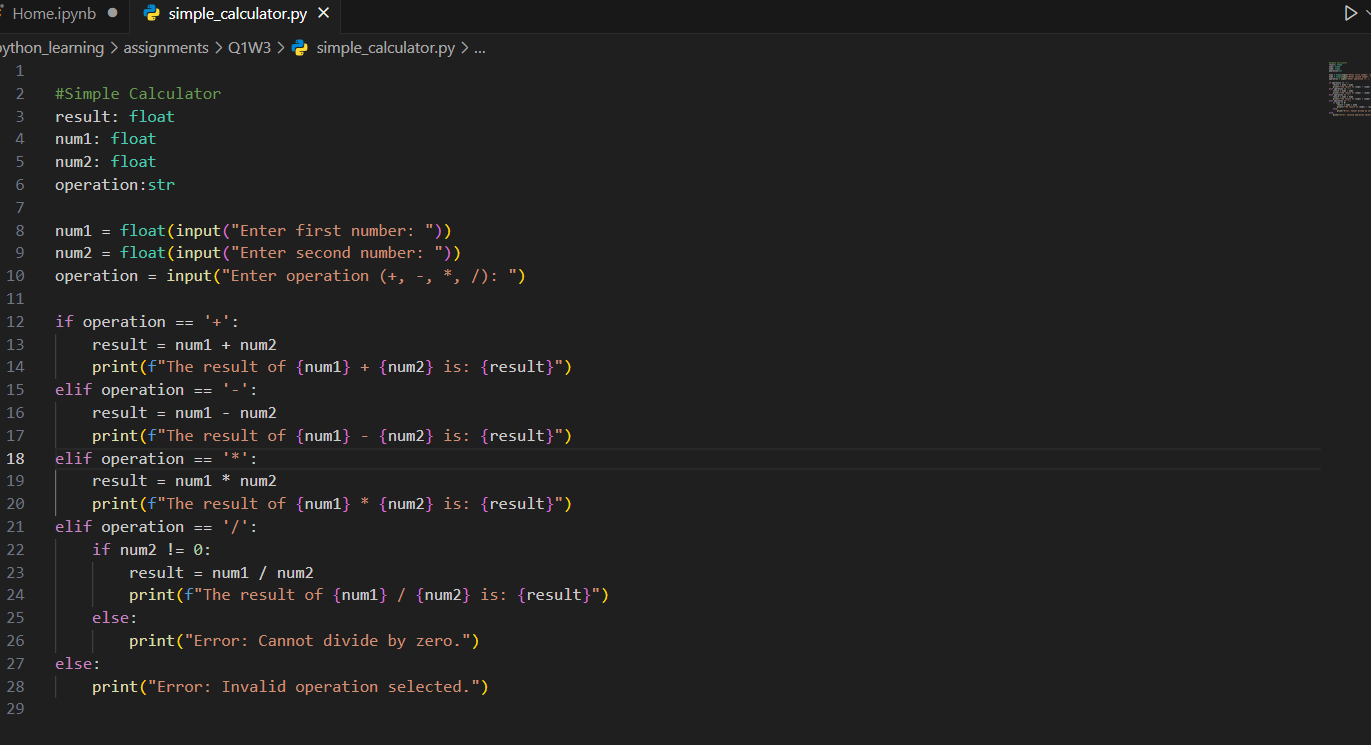 Home.ipynb ● simple_calculator.py ×
ython_learning > assignments > Q1W3 > simple_calculator.py > ...
1
2 #Simple Calculator
3 result: float
4 num1: float
5 num2: float
6 operation:str
7
8 num1 = float(input("Enter first number: "))
9 num2 = float(input("Enter second number: "))
10 operation = input("Enter operation (+, -, *, /): ")
11
12 if operation == '+':
13     result = num1 + num2
14     print(f"The result of {num1} + {num2} is: {result}")
15 elif operation == '-':
16     result = num1 - num2
17     print(f"The result of {num1} - {num2} is: {result}")
18 elif operation == '*':
19     result = num1 * num2
20     print(f"The result of {num1} * {num2} is: {result}")
21 elif operation == '/':
22     if num2 != 0:
23         result = num1 / num2
24         print(f"The result of {num1} / {num2} is: {result}")
25     else:
26         print("Error: Cannot divide by zero.")
27 else:
28     print("Error: Invalid operation selected.")
29